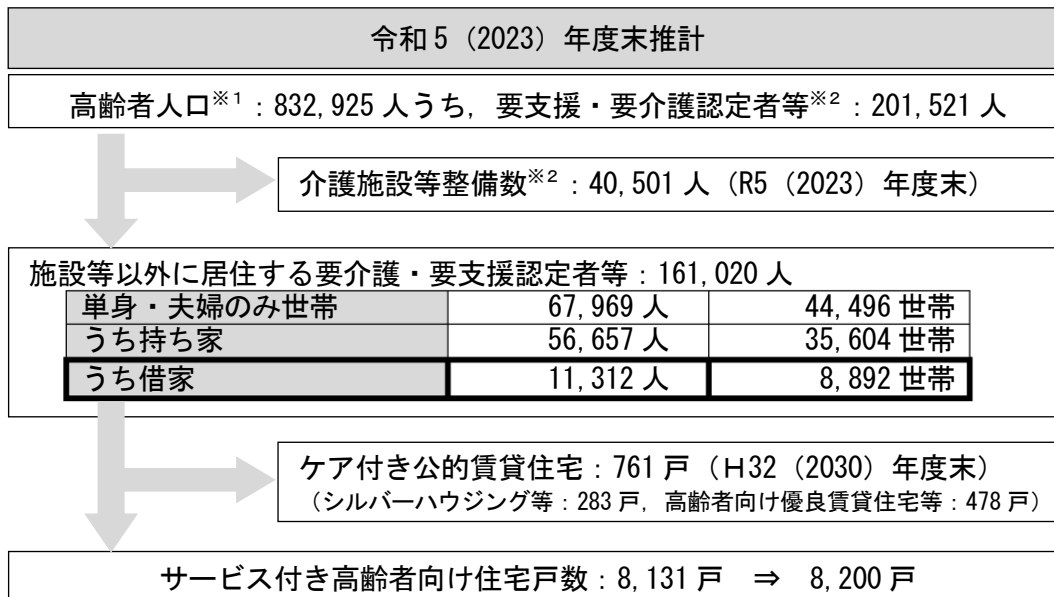 令和5（2023）年度末推計
高齢者人口※1：832,925人うち，要支援・要介護認定者等※2：201,521人
介護施設等整備数※2：40,501人（R5（2023）年度末）
施設等以外に居住する要介護・要支援認定者等：161,020人
単身・夫婦のみ世帯 67,969人 44,496世帯
うち持ち家 56,657人 35,604世帯
うち借家 11,312人 8,892世帯
ケア付き公的賃貸住宅：761戸（H32（2030）年度末）
（シルバーハウジング等：283戸，高齢者向け優良賃貸住宅等：478戸）
サービス付き高齢者向け住宅戸数：8,131戸 ⇒ 8,200戸